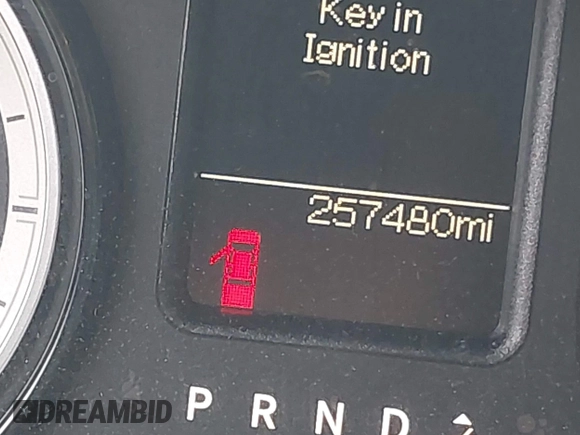 Key in
Ignition
257480mi
P R N D
DREAMBID